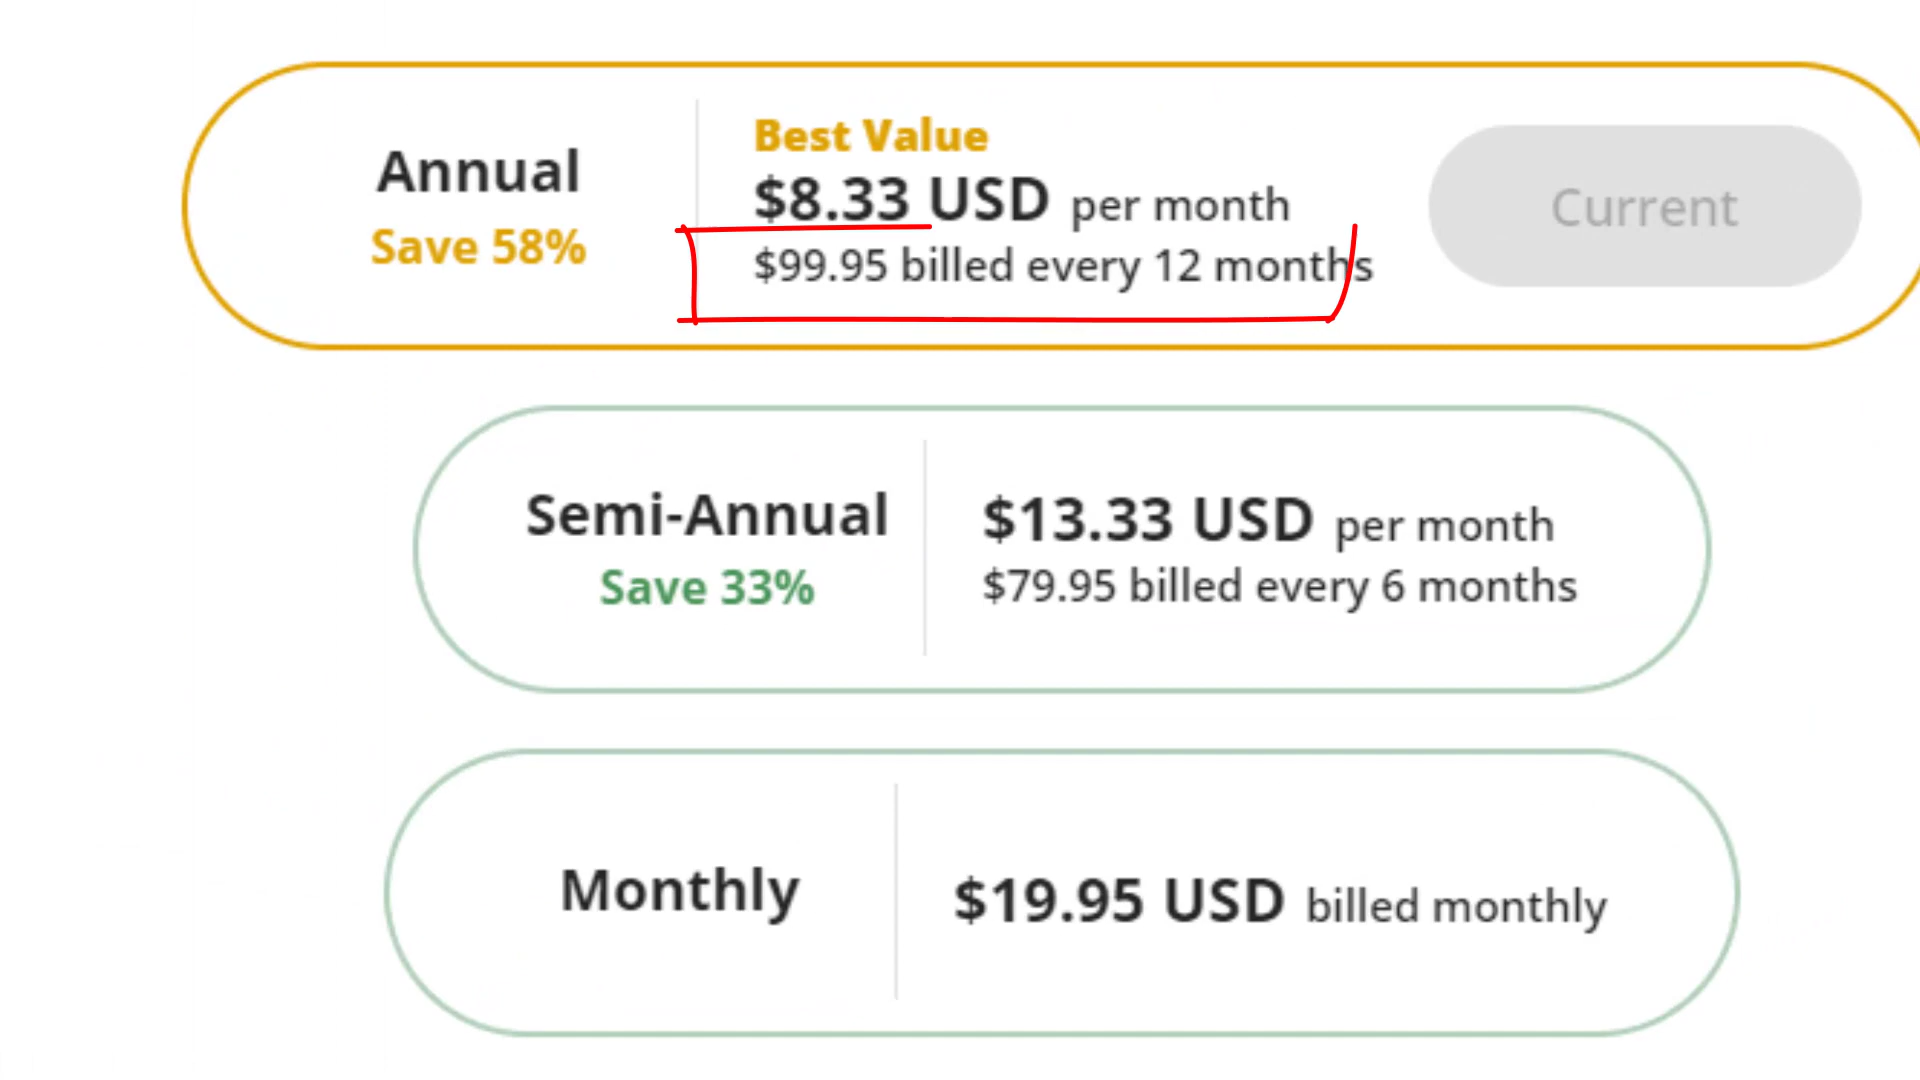 Annual
Save 58%
Best Value
$8.33 USD per month
$99.95 billed every 12 months
Current
Semi-Annual
Save 33%
$13.33 USD per month
$79.95 billed every 6 months
Monthly
$19.95 USD billed monthly